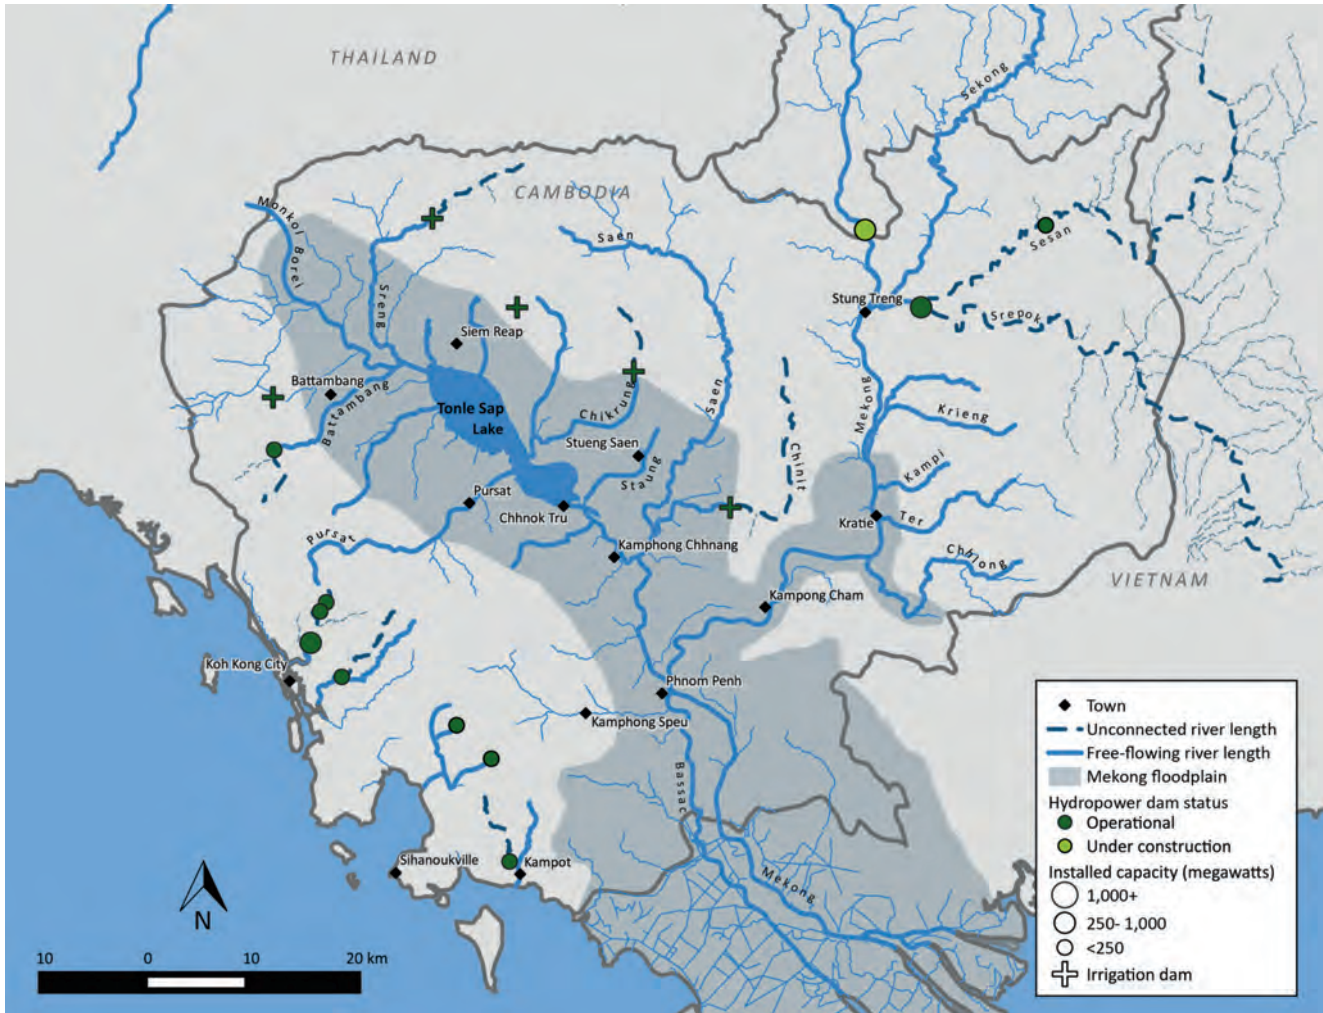 THAILAND
Sekong
CAMBODIA
Monkol Borei
Saen
Sesan
Sreng
Stung Treng
Srepok
Siem Reap
Battambang
Battambang
Tonle Sap
Lake
Chikrung
Saen
Mekong
Krieng
Stueng Saen
Staung
Chinit
Kampi
Pursat
Chhnok Tru
Kratie
Ter
Pursat
Kamphong Chhnang
Chhlong
VIETNAM
Kampong Cham
Koh Kong City
Phnom Penh
Kamphong Speu
Bassac
Sihanoukville
Kampot
Mekong
N
10 0 10 20 km
Town
Unconnected river length
Free-flowing river length
Mekong floodplain
Hydropower dam status
Operational
Under construction
Installed capacity (megawatts)
1,000+
250- 1,000
<250
Irrigation dam